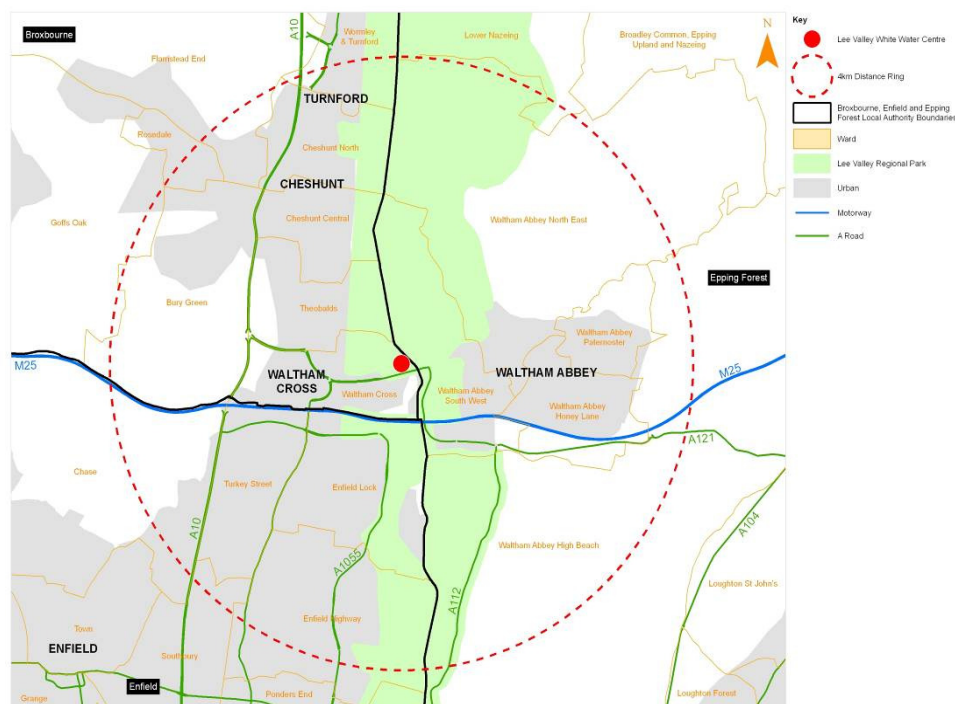 Broxbourne
A10
Wormley
& Turnford
Lover Nazeing
Broadley Common, Epping
Upland and Nazeing
N
Flamstead End
TURNFORD
Rosedale
Cheshunt North
CHESHUNT
Cheshunt Central
Goffs Oak
Waltham Abbey North East
Epping Forest
Bury Green
Theobalds
Waltham Abbey
Paternoster
M25
WALTHAM
CROSS
Waltham Cross
Waltham Abbey
South West
WALTHAM ABBEY
M25
Waltham Abbey
Honey Lane
A121
Chase
Turkey Street
Enfield Lock
A10
A1055
A112
Waltham Abbey High Beach
A104
Loughton St John's
Enfield Highway
Town
ENFIELD
Southbury
Enfield
Ponders End
Grange
Loughton Forest
Key
Lee Valley White Water Centre
4km Distance Ring
Broxbourne, Enfield and Epping
Forest Local Authority Boundaries
Ward
Lee Valley Regional Park
Urban
Motorway
A Road